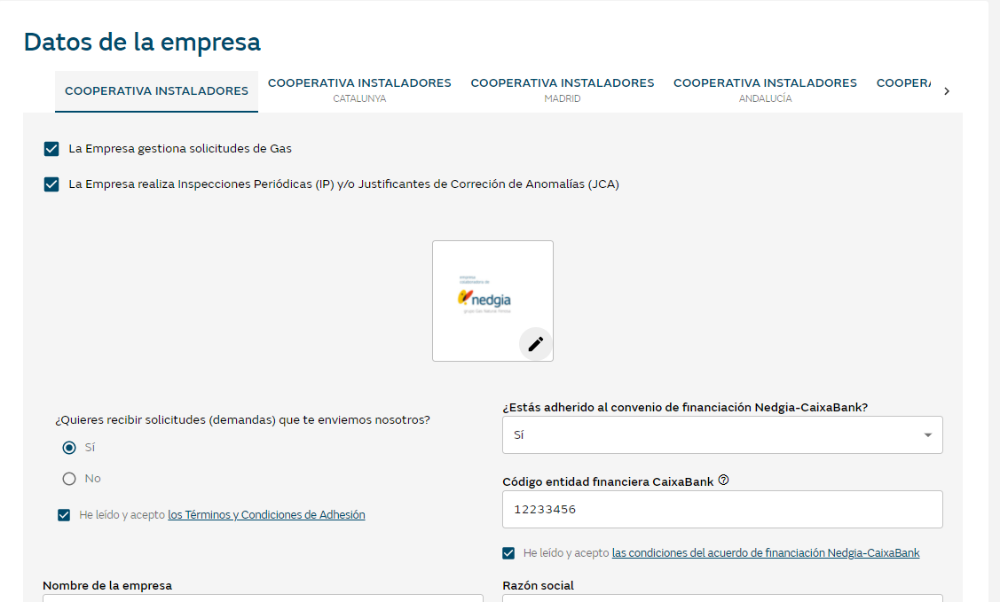 Datos de la empresa
COOPERATIVA INSTALADORES
COOPERATIVA INSTALADORES
CATALUNYA
COOPERATIVA INSTALADORES
MADRID
COOPERATIVA INSTALADORES
ANDALUCÍA
COOPERA
La Empresa gestiona solicitudes de Gas
La Empresa realiza Inspecciones Periódicas (IP) y/o Justificantes de Correción de Anomalías (JCA)
empresa
colaboradora de
nedgia
grupo Gas Natural Fenosa
¿Quieres recibir solicitudes (demandas) que te enviemos nosotros?
Sí
No
He leído y acepto los Términos y Condiciones de Adhesión
¿Estás adherido al convenio de financiación Nedgia-CaixaBank?
Sí
Código entidad financiera CaixaBank
12233456
He leído y acepto las condiciones del acuerdo de financiación Nedgia-CaixaBank
Nombre de la empresa
Razón social